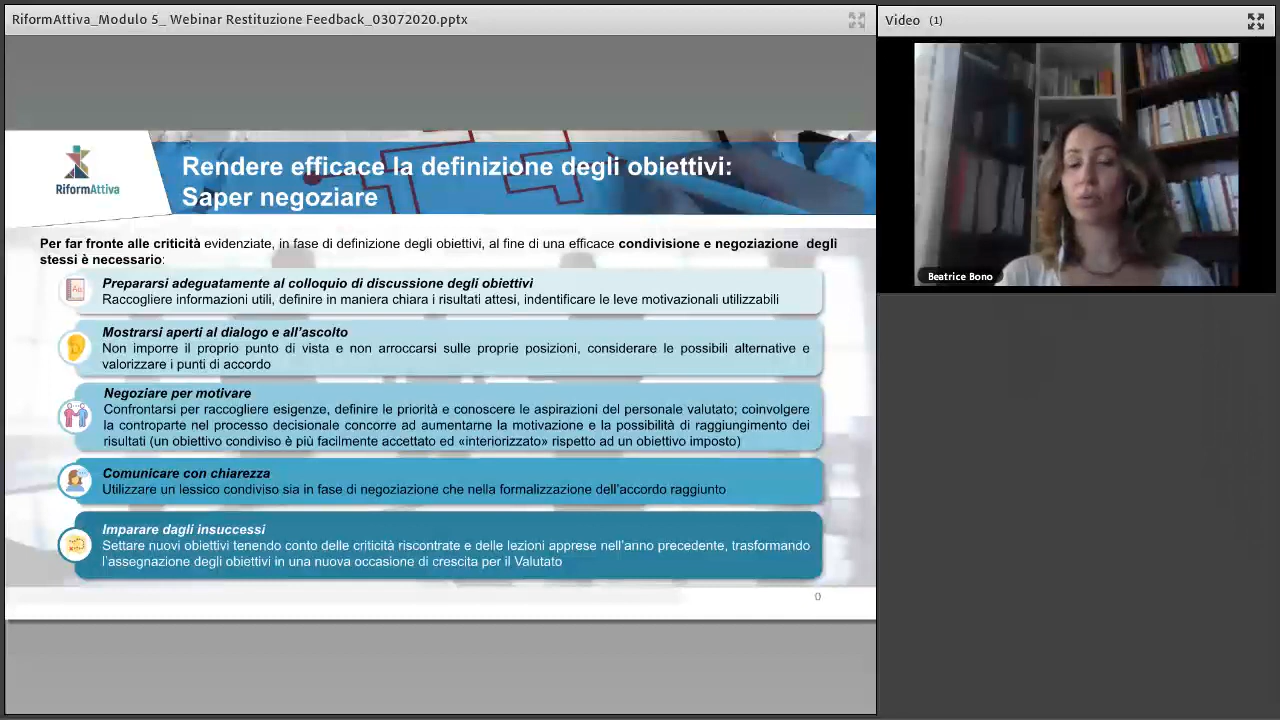 RiformAttiva_Modulo 5_ Webinar Restituzione Feedback_03072020.pptx
Video (1)
Beatrice Bono
RiformAttiva
Rendere efficace la definizione degli obiettivi:
Saper negoziare
Per far fronte alle criticità evidenziate, in fase di definizione degli obiettivi, al fine di una efficace condivisione e negoziazione degli
stessi è necessario:
Prepararsi adeguatamente al colloquio di discussione degli obiettivi
Raccogliere informazioni utili, definire in maniera chiara i risultati attesi, indentificare le leve motivazionali utilizzabili
Mostrarsi aperti al dialogo e all'ascolto
Non imporre il proprio punto di vista e non arroccarsi sulle proprie posizioni, considerare le possibili alternative e
valorizzare i punti di accordo
Negoziare per motivare
Confrontarsi per raccogliere esigenze, definire le priorità e conoscere le aspirazioni del personale valutato; coinvolgere
la controparte nel processo decisionale concorre ad aumentarne la motivazione e la possibilità di raggiungimento dei
risultati (un obiettivo condiviso è più facilmente accettato ed «interiorizzato» rispetto ad un obiettivo imposto)
Comunicare con chiarezza
Utilizzare un lessico condiviso sia in fase di negoziazione che nella formalizzazione dell'accordo raggiunto
Imparare dagli insuccessi
Settare nuovi obiettivi tenendo conto delle criticità riscontrate e delle lezioni apprese nell'anno precedente, trasformando
l'assegnazione degli obiettivi in una nuova occasione di crescita per il Valutato
0